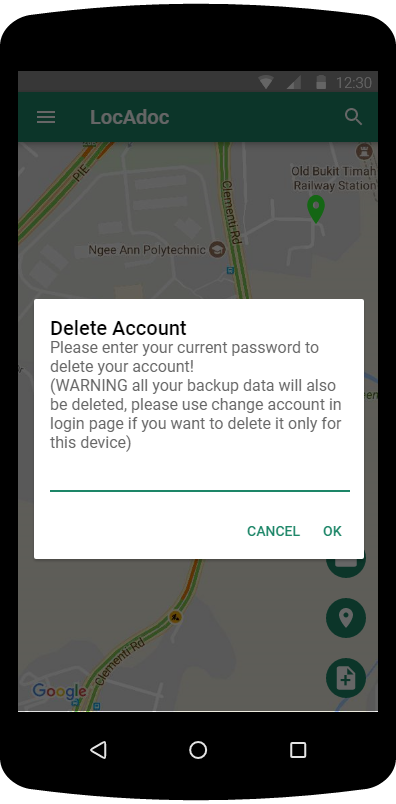 12:30
LocAdoc
PIE
Clementi Rd
Old Bukit Timah
Railway Station
Ngee Ann Polytechnic
Delete Account
Please enter your current password to
delete your account!
(WARNING all your backup data will also
be deleted, please use change account in
login page if you want to delete it only for
this device)
CANCEL OK
Clementi Rd
Google